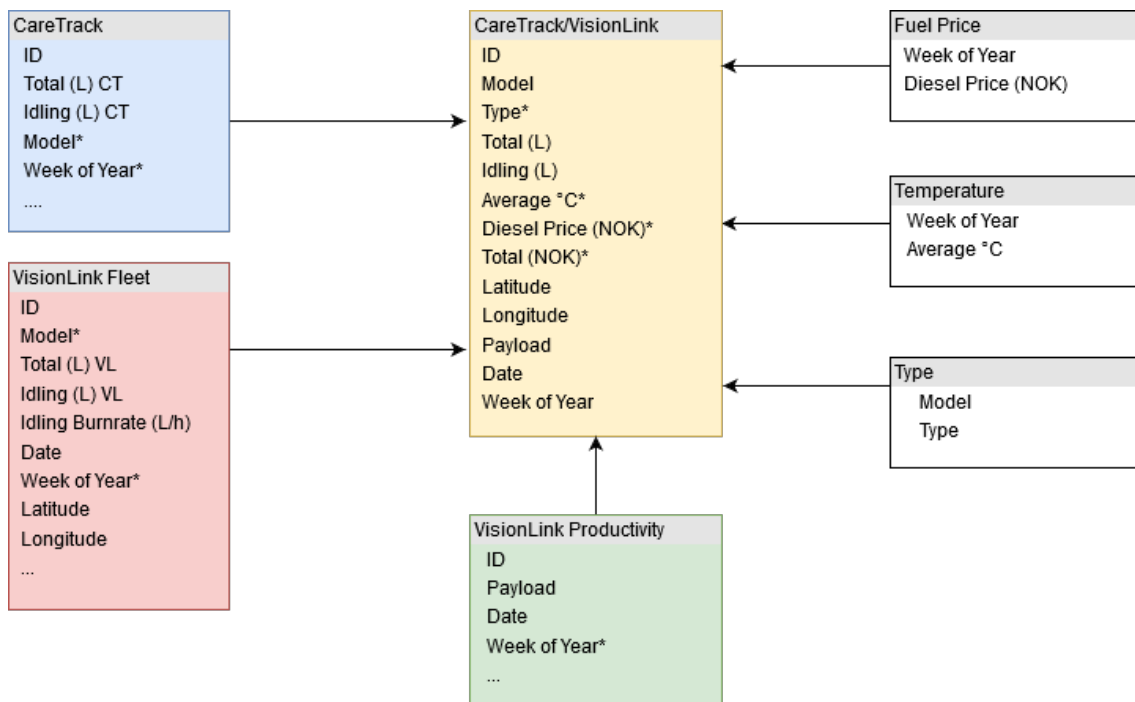 CareTrack
ID
Total (L) CT
Idling (L) CT
Model*
Week of Year*
....
VisionLink Fleet
ID
Model*
Total (L) VL
Idling (L) VL
Idling Burnrate (L/h)
Date
Week of Year*
Latitude
Longitude
...
CareTrack/VisionLink
ID
Model
Type*
Total (L)
Idling (L)
Average °C*
Diesel Price (NOK)*
Total (NOK)*
Latitude
Longitude
Payload
Date
Week of Year
VisionLink Productivity
ID
Payload
Date
Week of Year*
...
Fuel Price
Week of Year
Diesel Price (NOK)
Temperature
Week of Year
Average °C
Type
Model
Type